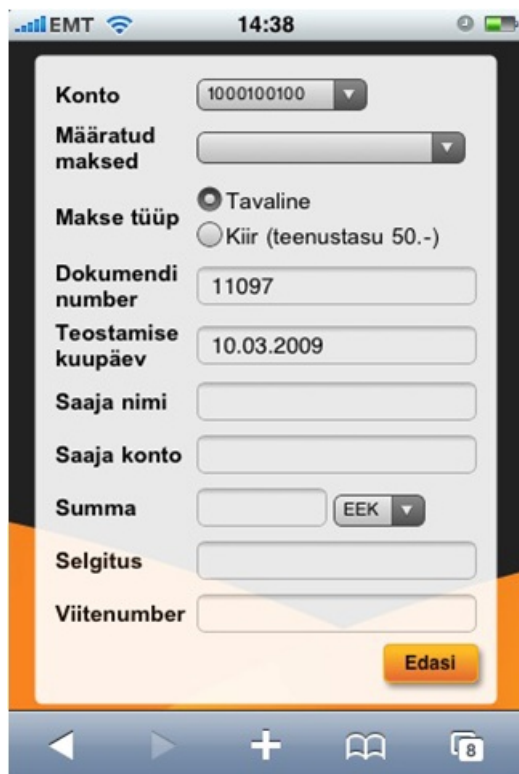 EMT 14:38
Konto 1000100100
Määratud
maksed
Makse tüüp Tavaline
Kiir (teenustasu 50.-)
Dokumendi
number 11097
Teostamise
kuupäev 10.03.2009
Saaja nimi
Saaja konto
Summa EEK
Selgitus
Viitenumber
Edasi
8